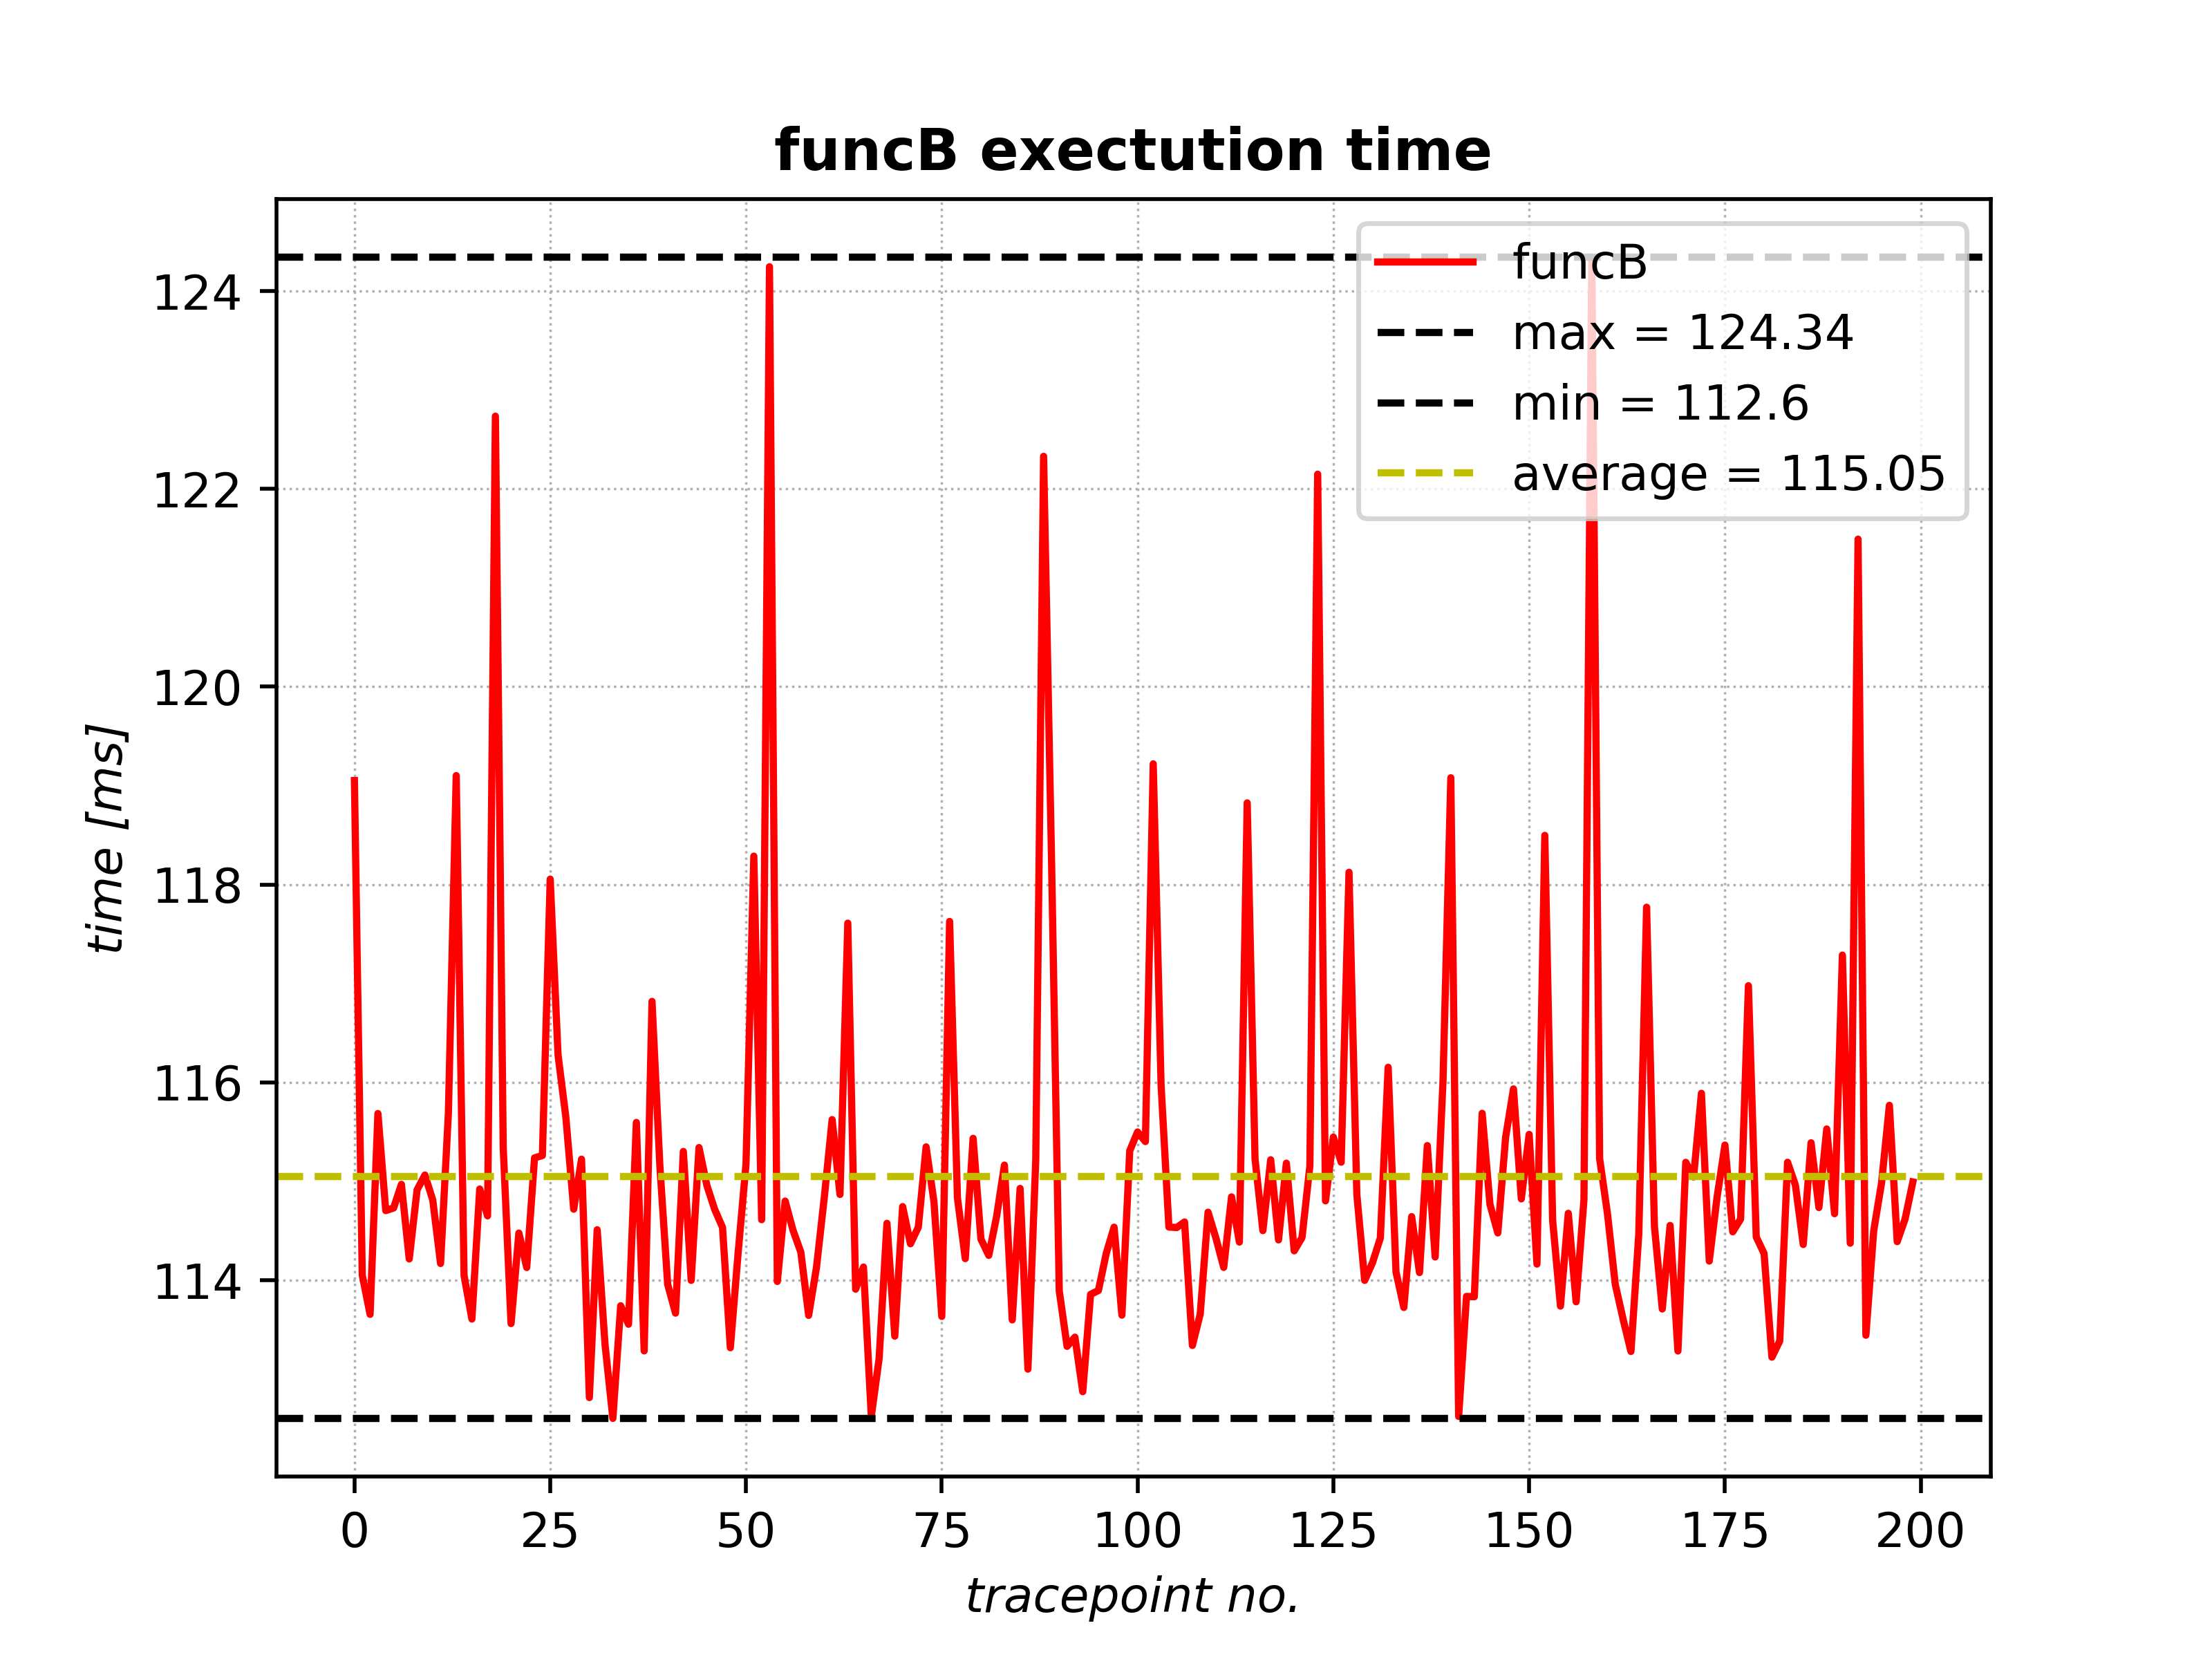 funcB exectution time
funcB
max = 124.34
min = 112.6
average = 115.05
124
122
120
118
116
114
time [ms]
0 25 50 75 100 125 150 175 200
tracepoint no.